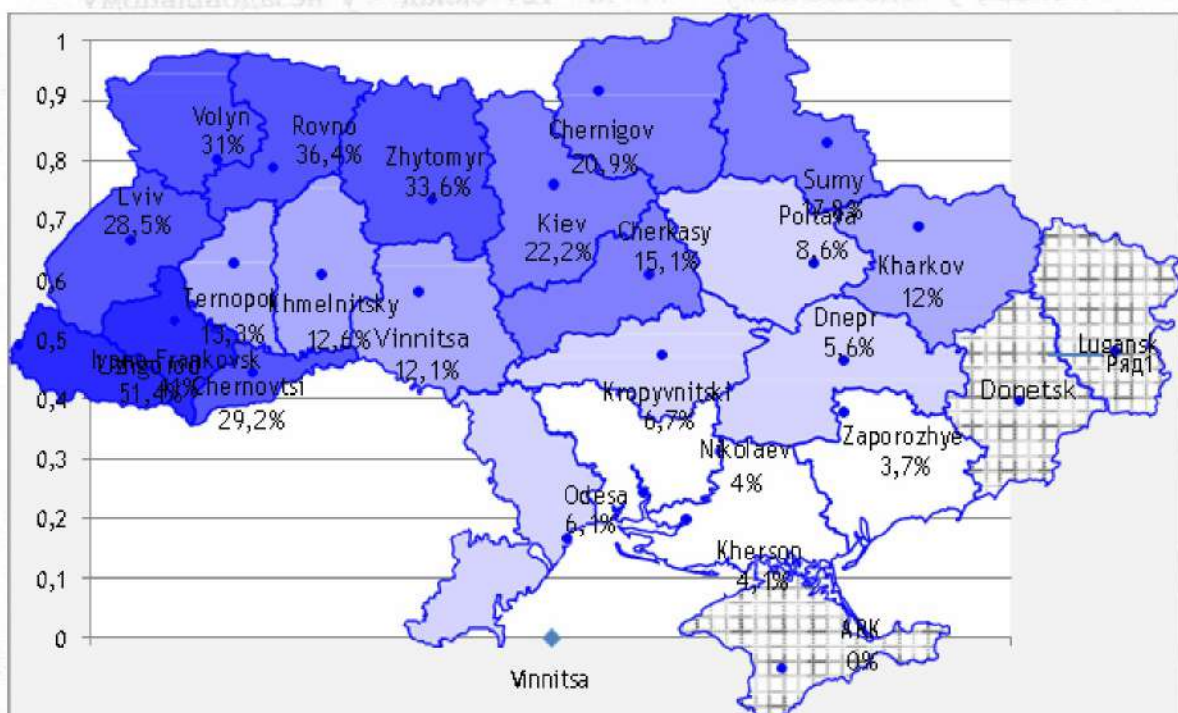 1
0,9
0,8
0,7
0,6
0,5
0,4
0,3
0,2
0,1
0
Volyn
31%
Rovno
36,4%
Zhytomyr
33,6%
Chernigov
20,9%
Sumy
Lviv
28,5%
Kiev
22,2%
Cherkasy
15,1%
Poltava
8,6%
Kharkov
12%
Ternopol
13,3%
Khmelnitsky
12,6%
Vinnitsa
12,1%
Dnepr
5,6%
Lugansk
Ряд1
Ivano-Frankovsk
41%
51,4%
Chernovtsi
29,2%
Kropyvnitski
6,7%
Donetsk
Zaporozhye
3,7%
Nikolaev
4%
Odesa
6,1%
Kherson
4,1%
ARK
0%
Vinnitsa